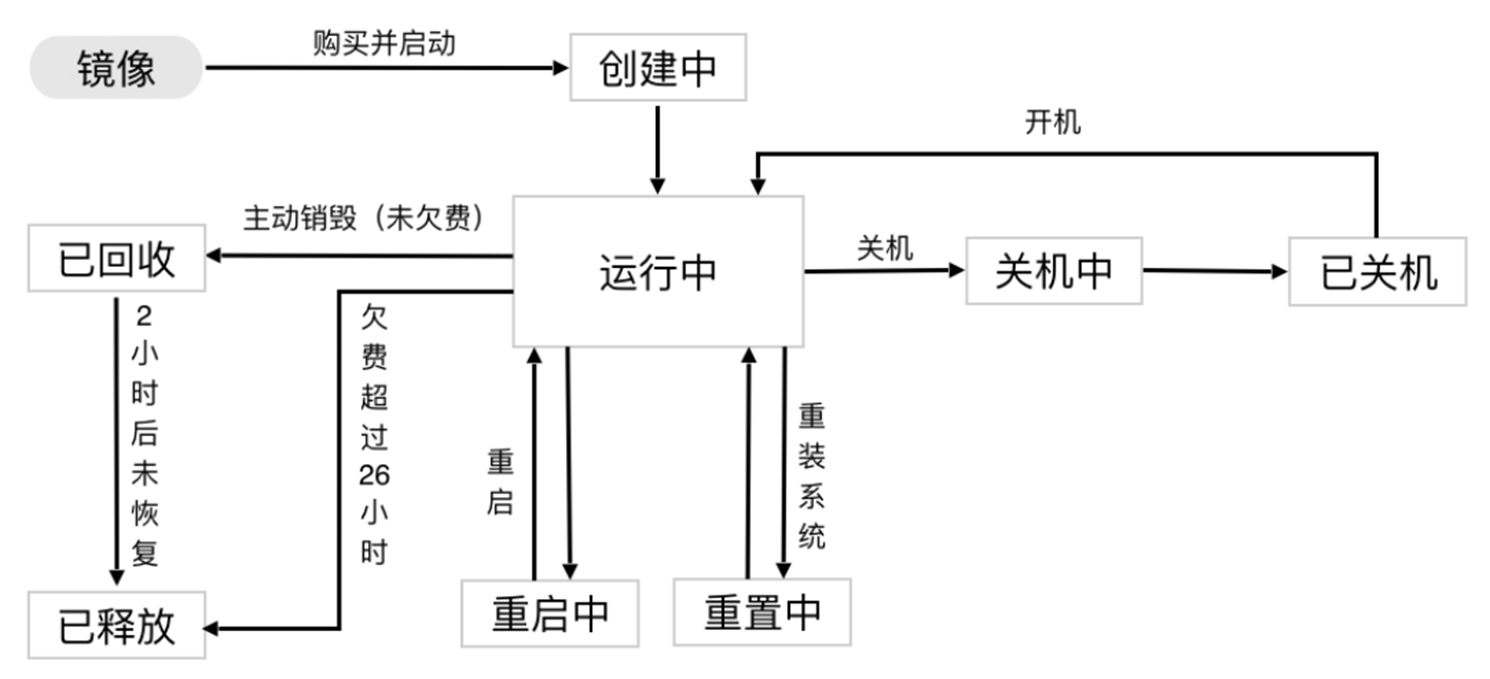 镜像
购买并启动
创建中
开机
主动销毁（未欠费）
已回收
运行中
关机
关机中
已关机
2小时后未恢复
欠费超过26小时
重启
重装系统
已释放
重启中
重置中